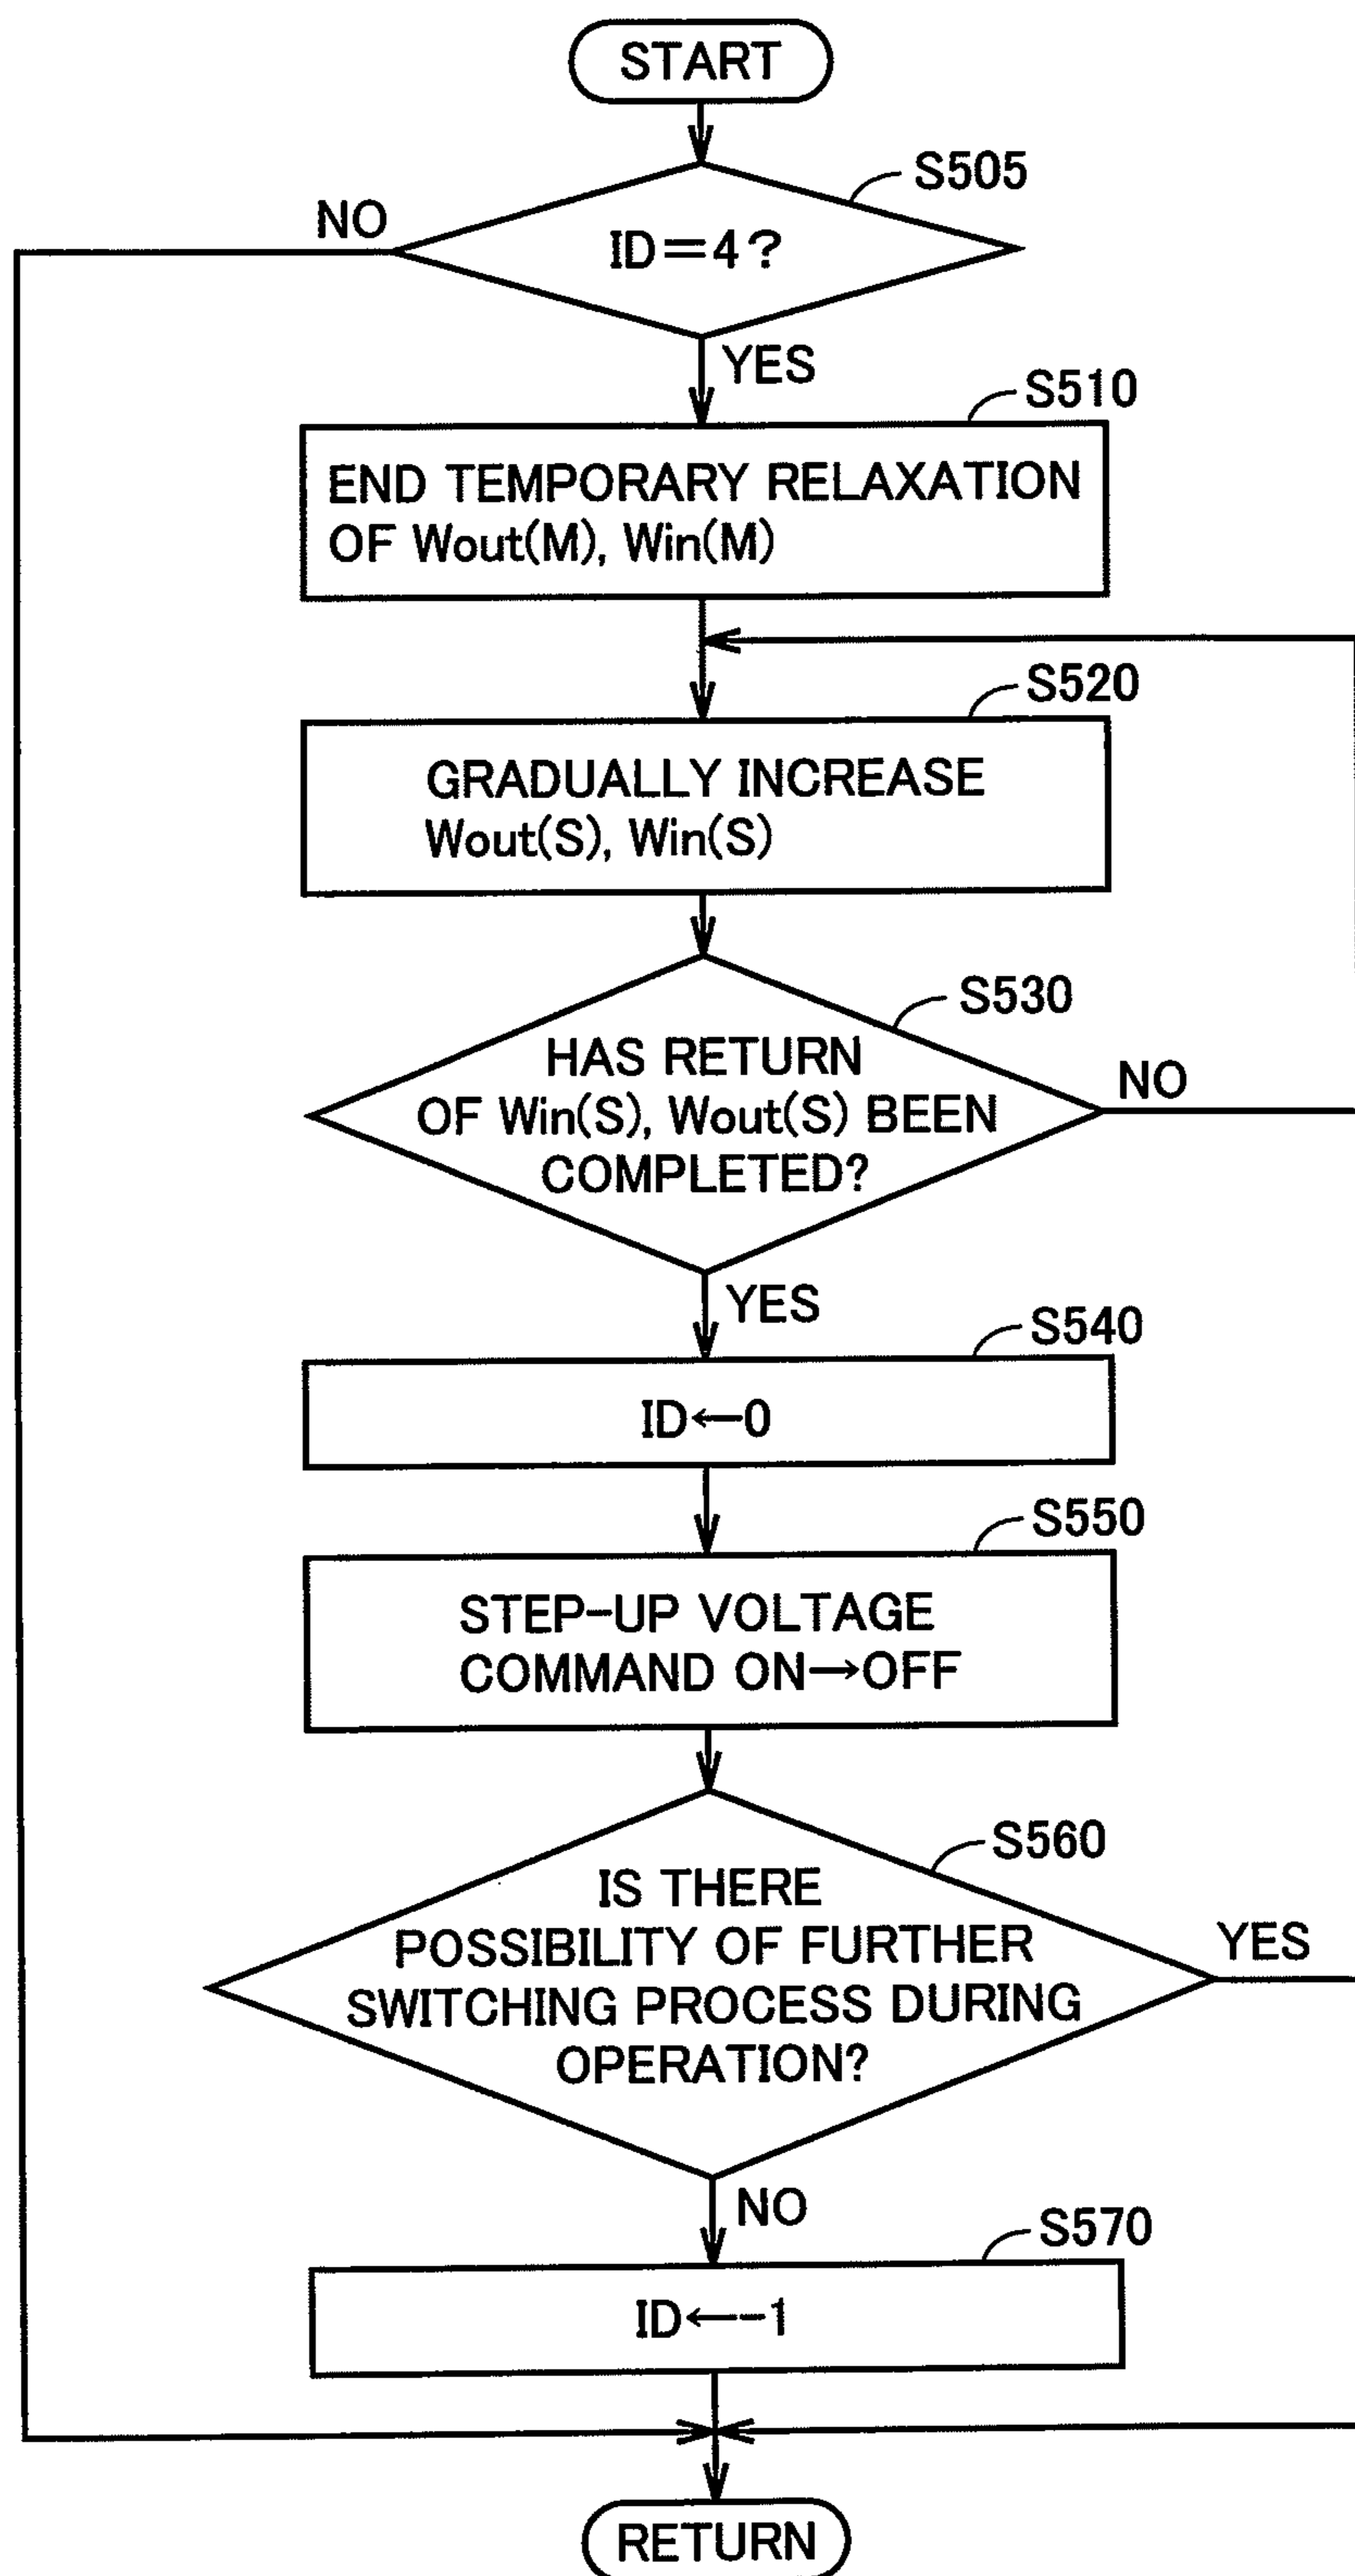 START
S505
NO
ID=4?
YES
S510
END TEMPORARY RELAXATION
OF Wout(M), Win(M)
S520
GRADUALLY INCREASE
Wout(S), Win(S)
S530
HAS RETURN
OF Win(S), Wout(S) BEEN
COMPLETED?
NO
YES
S540
ID←0
S550
STEP-UP VOLTAGE
COMMAND ON→OFF
S560
IS THERE
POSSIBILITY OF FURTHER
SWITCHING PROCESS DURING
OPERATION?
YES
NO
S570
ID←-1
RETURN